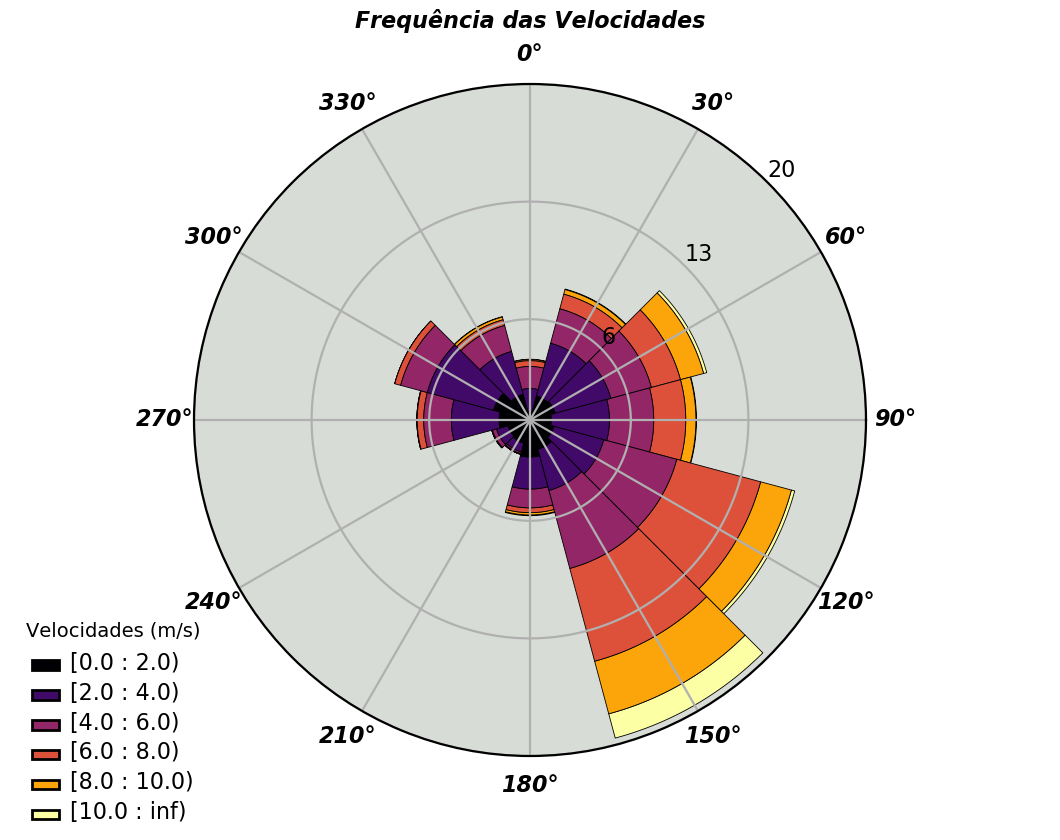 Frequência das Velocidades
0°
330°
30°
20
300°
60°
13
6
270°
90°
240°
120°
210°
150°
180°
Velocidades (m/s)
[0.0 : 2.0)
[2.0 : 4.0)
[4.0 : 6.0)
[6.0 : 8.0)
[8.0 : 10.0)
[10.0 : inf)